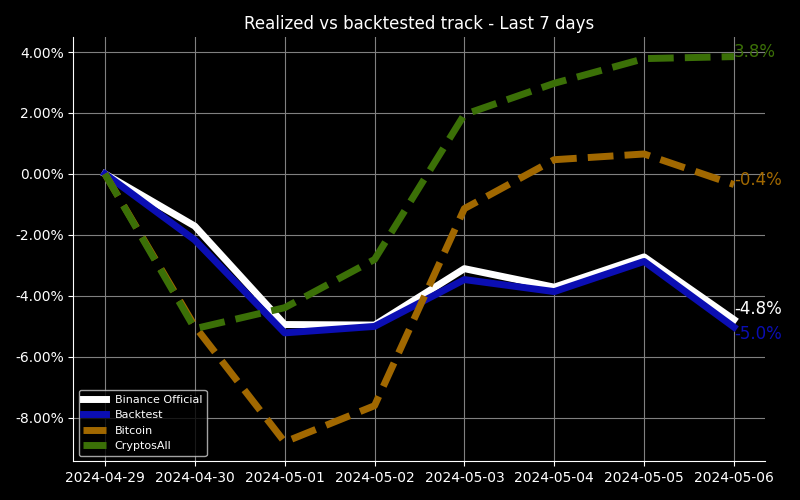 Realized vs backtested track - Last 7 days
4.00%
2.00%
0.00%
-2.00%
-4.00%
-6.00%
-8.00%
3.8%
-0.4%
-4.8%
-5.0%
Binance Official
Backtest
Bitcoin
CryptosAll
2024-04-29 2024-04-30 2024-05-01 2024-05-02 2024-05-03 2024-05-04 2024-05-05 2024-05-06